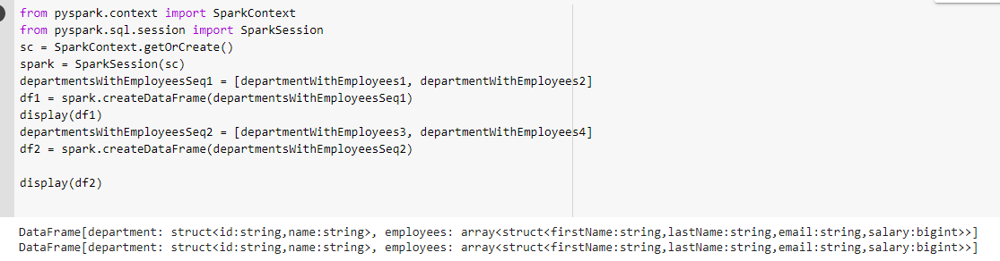 from pyspark.context import SparkContext
from pyspark.sql.session import SparkSession
sc = SparkContext.getOrCreate()
spark = SparkSession(sc)
departmentsWithEmployeesSeq1 = [departmentWithEmployees1, departmentWithEmployees2]
df1 = spark.createDataFrame(departmentsWithEmployeesSeq1)
display(df1)
departmentsWithEmployeesSeq2 = [departmentWithEmployees3, departmentWithEmployees4]
df2 = spark.createDataFrame(departmentsWithEmployeesSeq2)
display(df2)
DataFrame[department: struct<id:string,name:string>, employees: array<struct<firstName:string,lastName:string,email:string,salary:bigint>>]
DataFrame[department: struct<id:string,name:string>, employees: array<struct<firstName:string,lastName:string,email:string,salary:bigint>>]